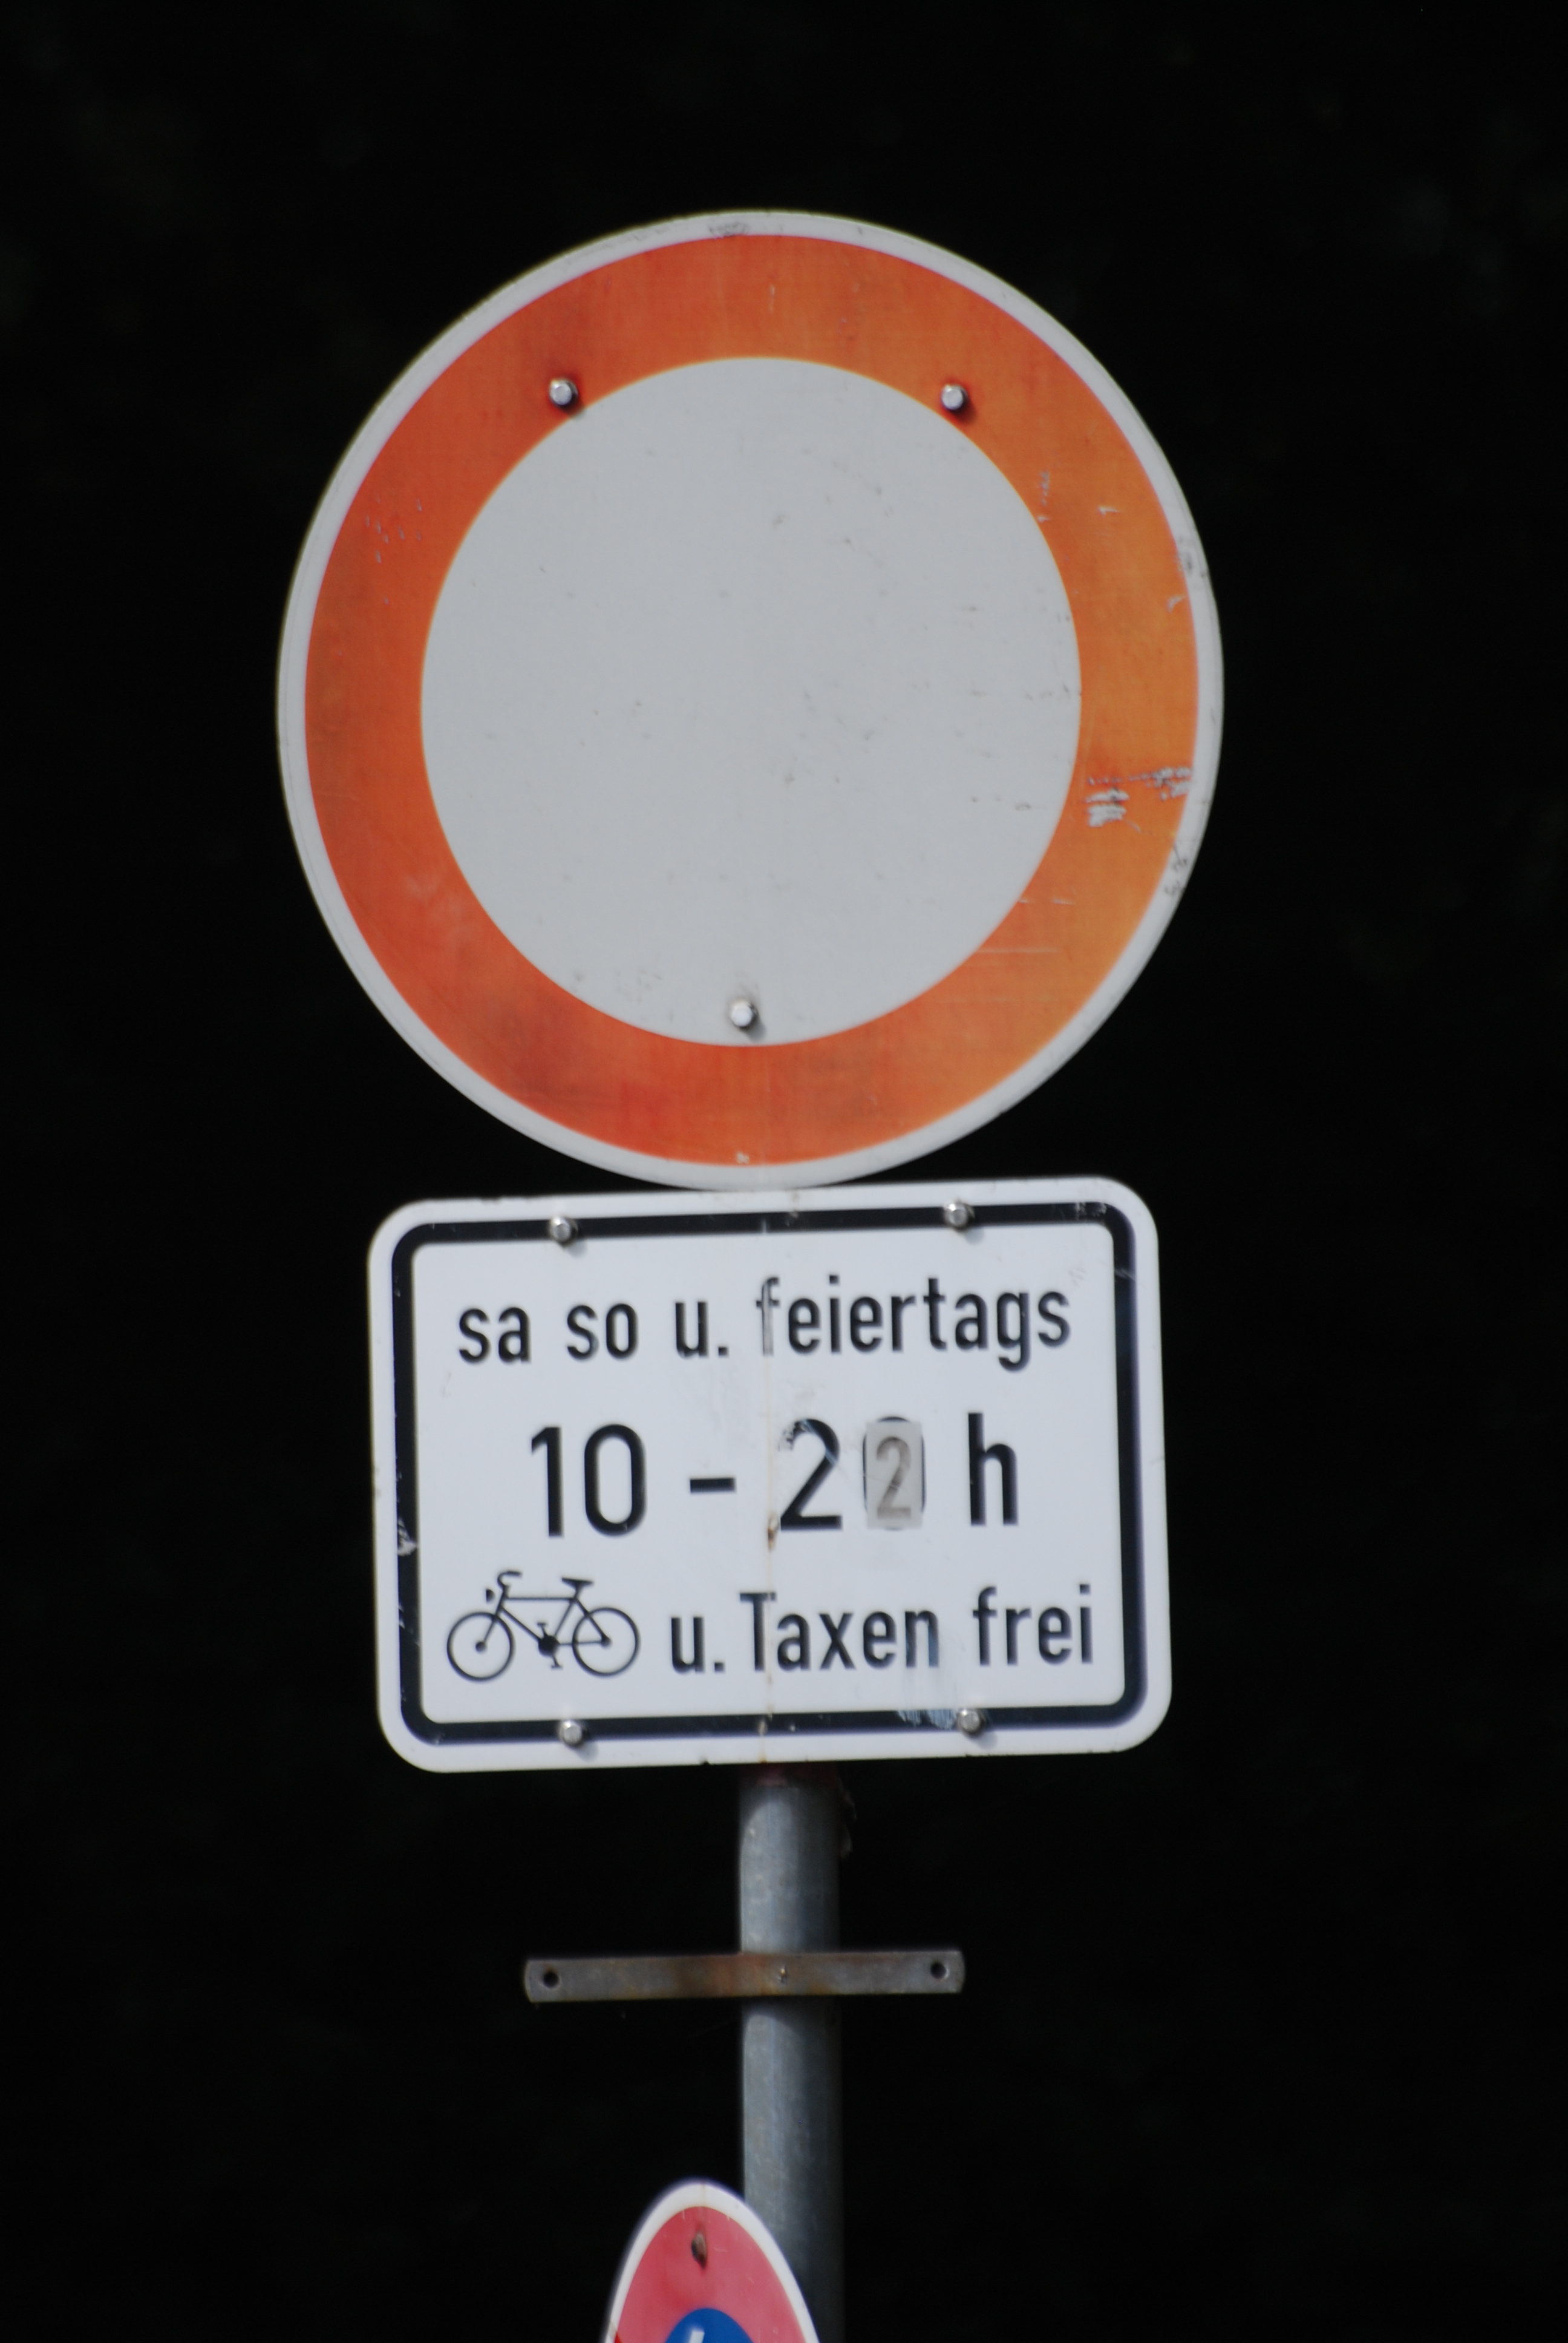 sa so u. feiertags
10 - 22 h
u. Taxen frei